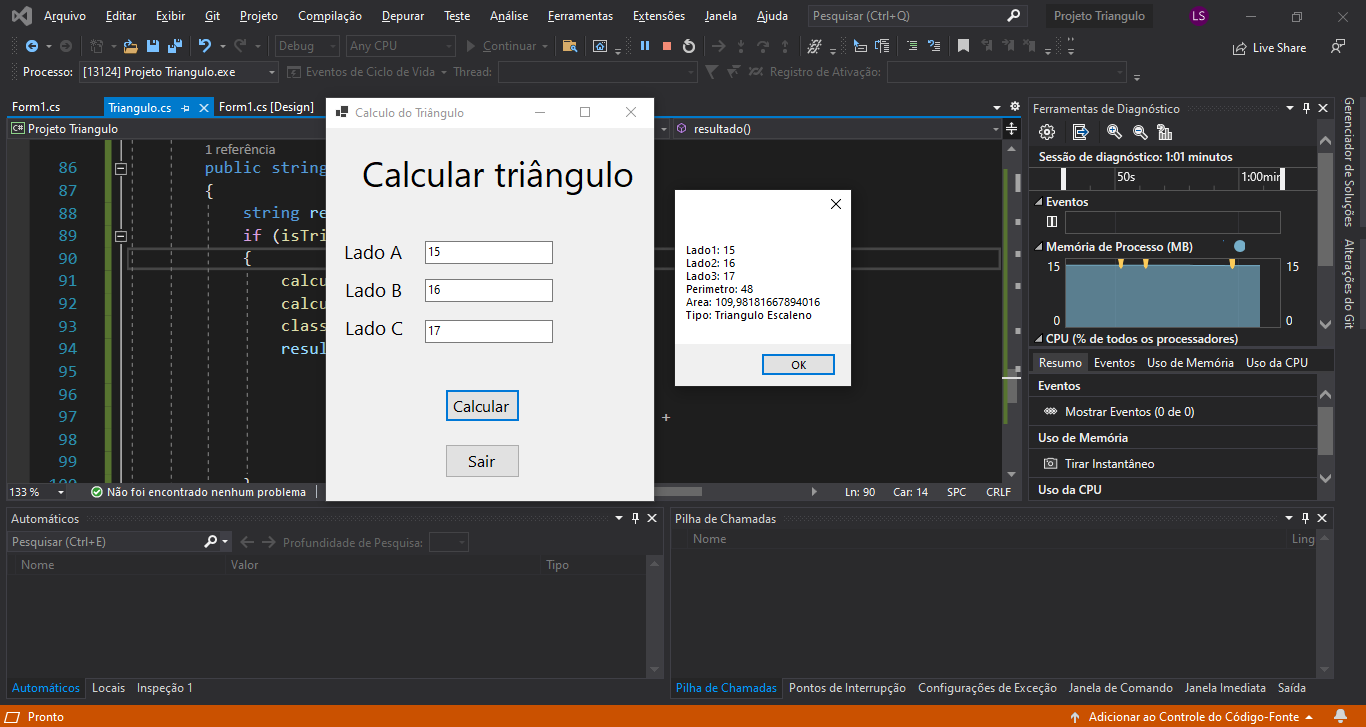 Arquivo Editar Exibir Git Projeto Compilação Depurar Teste Análise Ferramentas Extensões Janela Ajuda Pesquisar (Ctrl+Q) Projeto Triangulo LS
Debug Any CPU Continuar Live Share
Processo: [13124] Projeto Triangulo.exe Eventos de Ciclo de Vida Thread: Registro de Ativação:
Form1.cs Triangulo.cs Form1.cs [Design]
Projeto Triangulo resultado()
1 referência
86 public string
87 {
88 string re
89 if (isTri
90 {
91 calcu
92 calcu
93 class
94 resul
95
96
97
98
99
133 % Não foi encontrado nenhum problema Ln: 90 Car: 14 SPC CRLF
Calculo do Triângulo
Calcular triângulo
Lado A 15
Lado B 16
Lado C 17
Calcular
Sair
Lado1: 15
Lado2: 16
Lado3: 17
Perimetro: 48
Area: 109,98181667894016
Tipo: Triangulo Escaleno
OK
Ferramentas de Diagnóstico
Sessão de diagnóstico: 1:01 minutos
50s 1:00min
Eventos
Memória de Processo (MB)
15 15
0 0
CPU (% de todos os processadores)
Resumo Eventos Uso de Memória Uso da CPU
Eventos
Mostrar Eventos (0 de 0)
Uso de Memória
Tirar Instantâneo
Uso da CPU
Gerenciador de Soluções
Alterações do Git
Automáticos
Pesquisar (Ctrl+E) Profundidade de Pesquisa:
Nome Valor Tipo
Automáticos Locais Inspeção 1
Pilha de Chamadas
Nome Ling
Pilha de Chamadas Pontos de Interrupção Configurações de Exceção Janela de Comando Janela Imediata Saída
Pronto Adicionar ao Controle do Código-Fonte